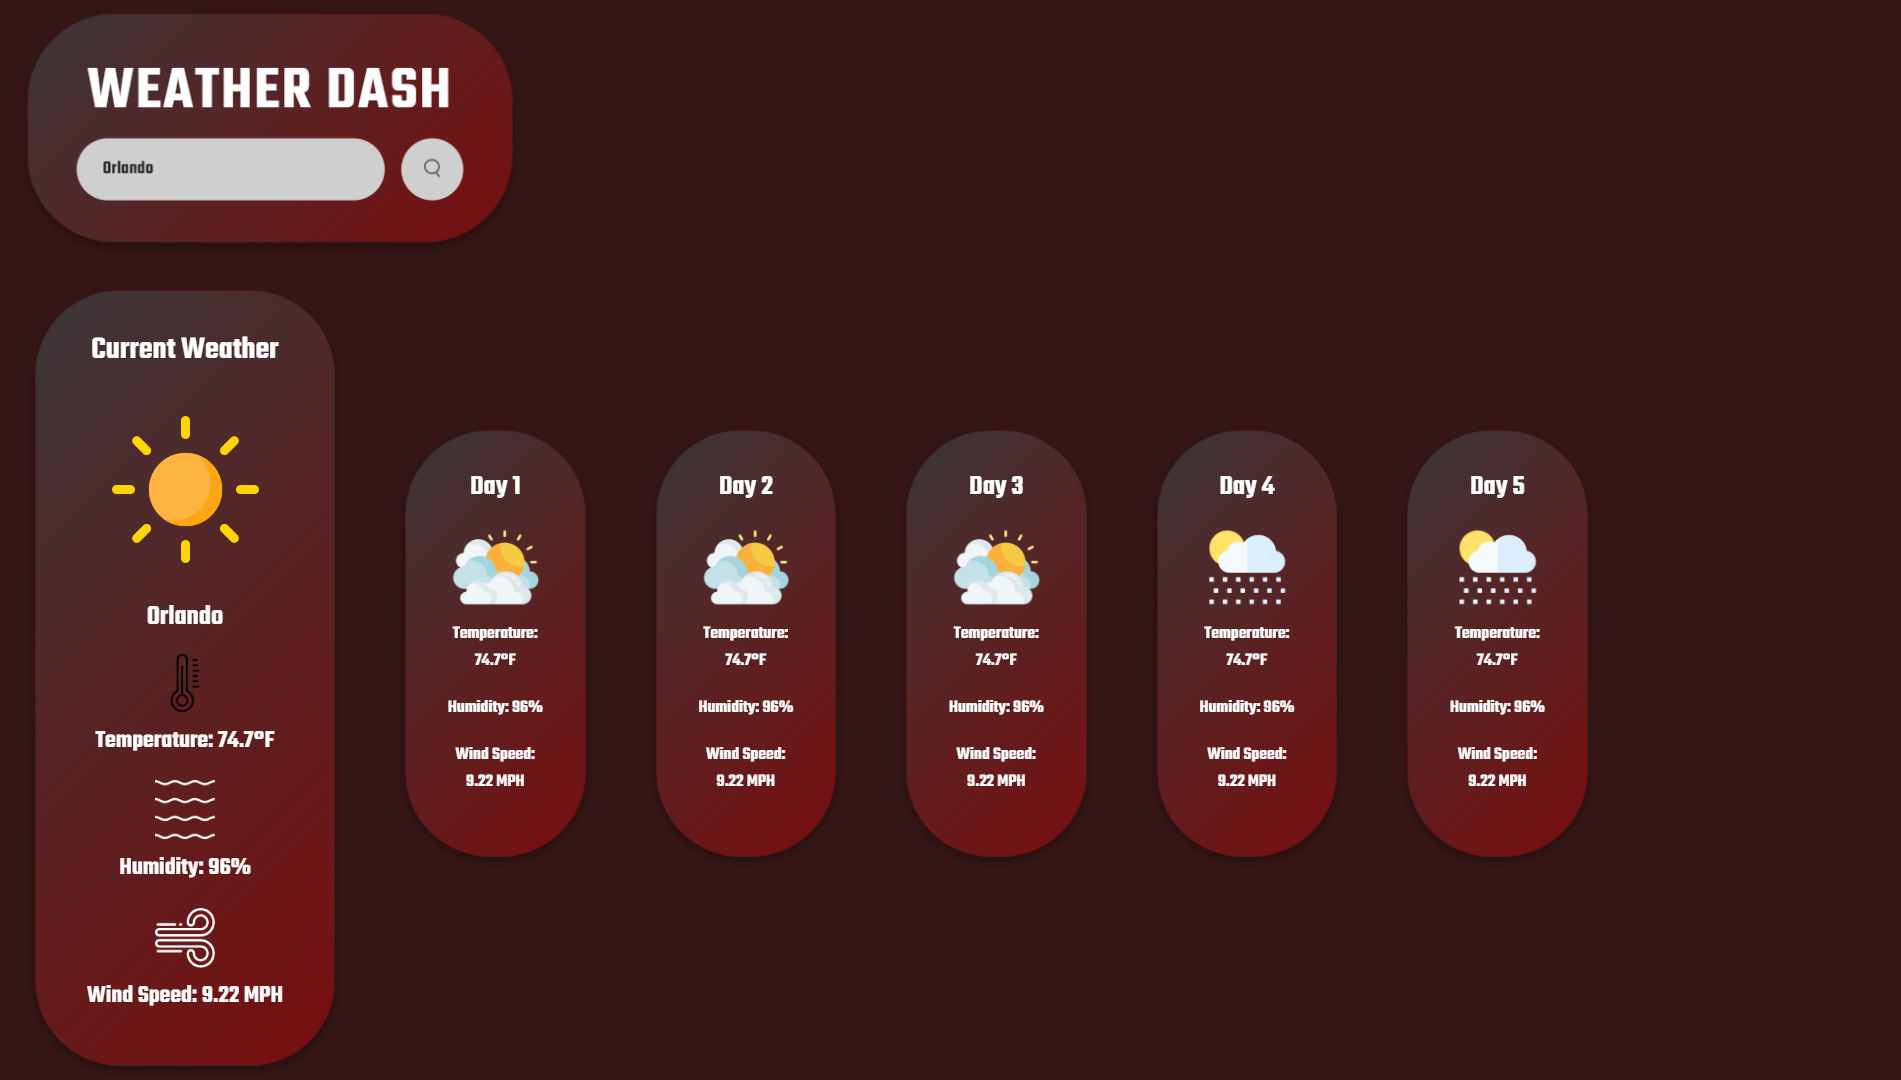 WEATHER DASH
Orlando
Current Weather
Orlando
Temperature: 74.7°F
Humidity: 96%
Wind Speed: 9.22 MPH
Day 1
Temperature:
74.7°F
Humidity: 96%
Wind Speed:
9.22 MPH
Day 2
Temperature:
74.7°F
Humidity: 96%
Wind Speed:
9.22 MPH
Day 3
Temperature:
74.7°F
Humidity: 96%
Wind Speed:
9.22 MPH
Day 4
Temperature:
74.7°F
Humidity: 96%
Wind Speed:
9.22 MPH
Day 5
Temperature:
74.7°F
Humidity: 96%
Wind Speed:
9.22 MPH